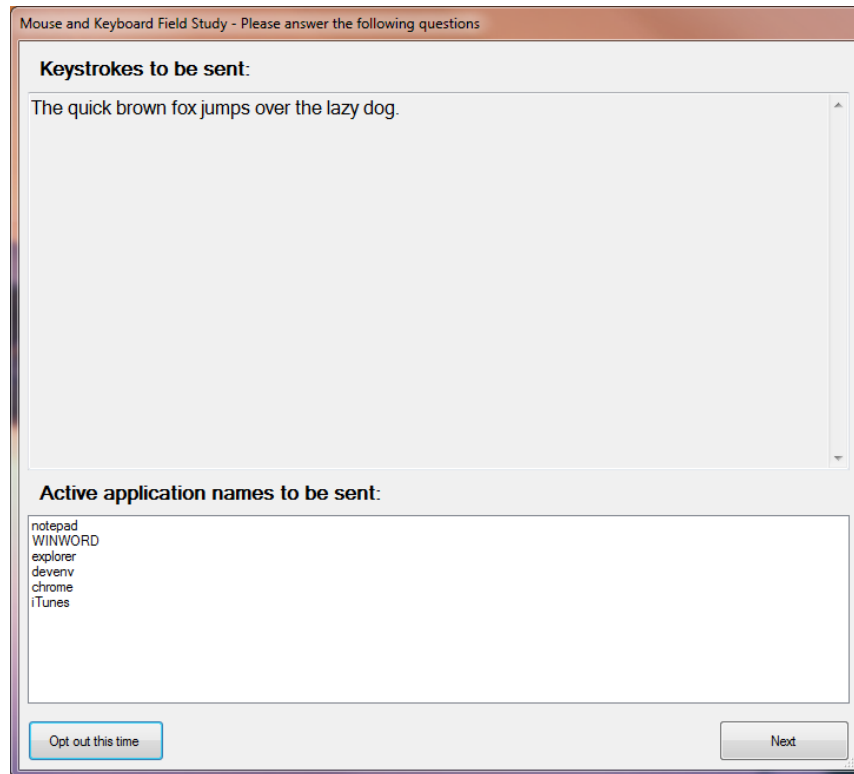 Mouse and Keyboard Field Study - Please answer the following questions
Keystrokes to be sent:
The quick brown fox jumps over the lazy dog.
Active application names to be sent:
notepad
WINWORD
explorer
devenv
chrome
iTunes
Opt out this time
Next